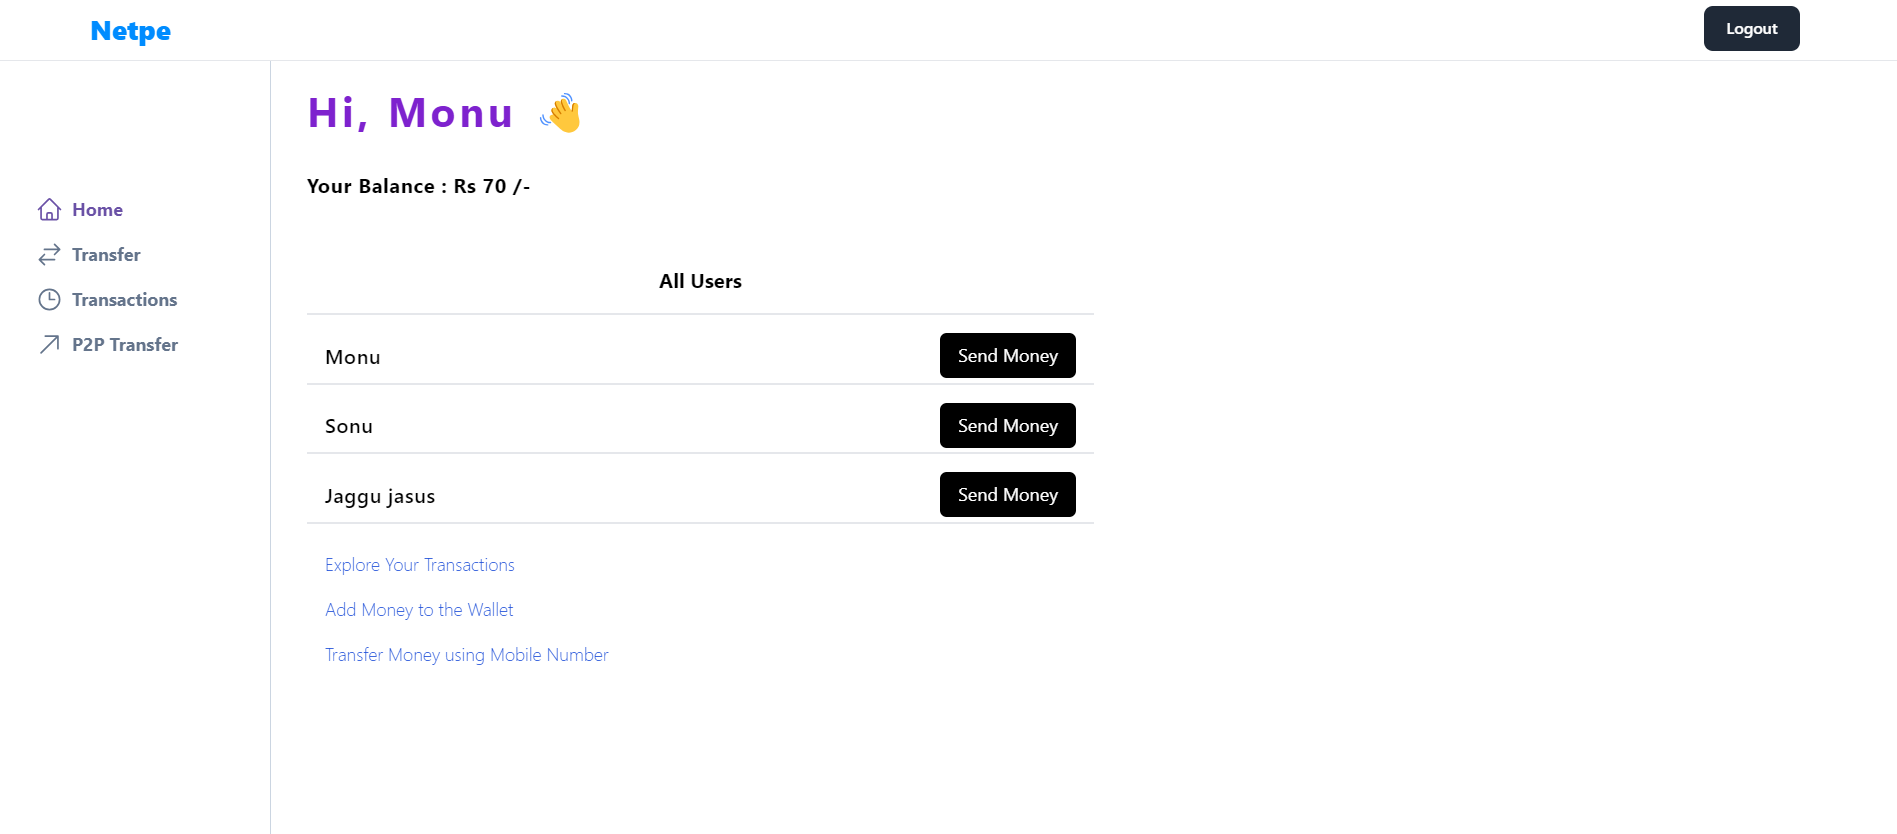 Netpe
Logout
Home
Transfer
Transactions
P2P Transfer
Hi, Monu 👋
Your Balance : Rs 70 /-
All Users
Monu Send Money
Sonu Send Money
Jaggu jasus Send Money
Explore Your Transactions
Add Money to the Wallet
Transfer Money using Mobile Number